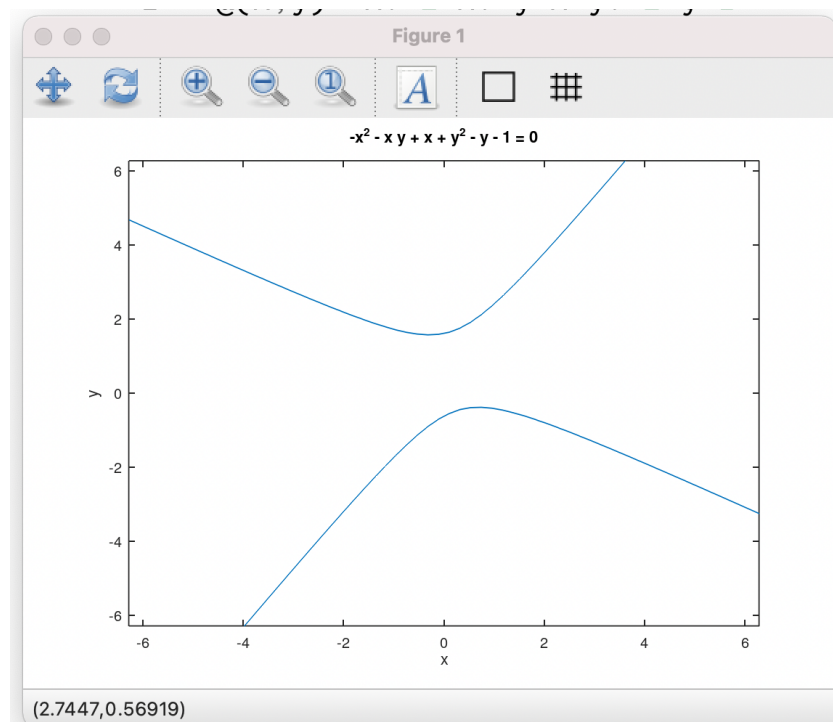 Figure 1
A
-x² - x y + x + y² - y - 1 = 0
6
4
2
0
-2
-4
-6
y
-6 -4 -2 0 2 4 6
x
(2.7447,0.56919)